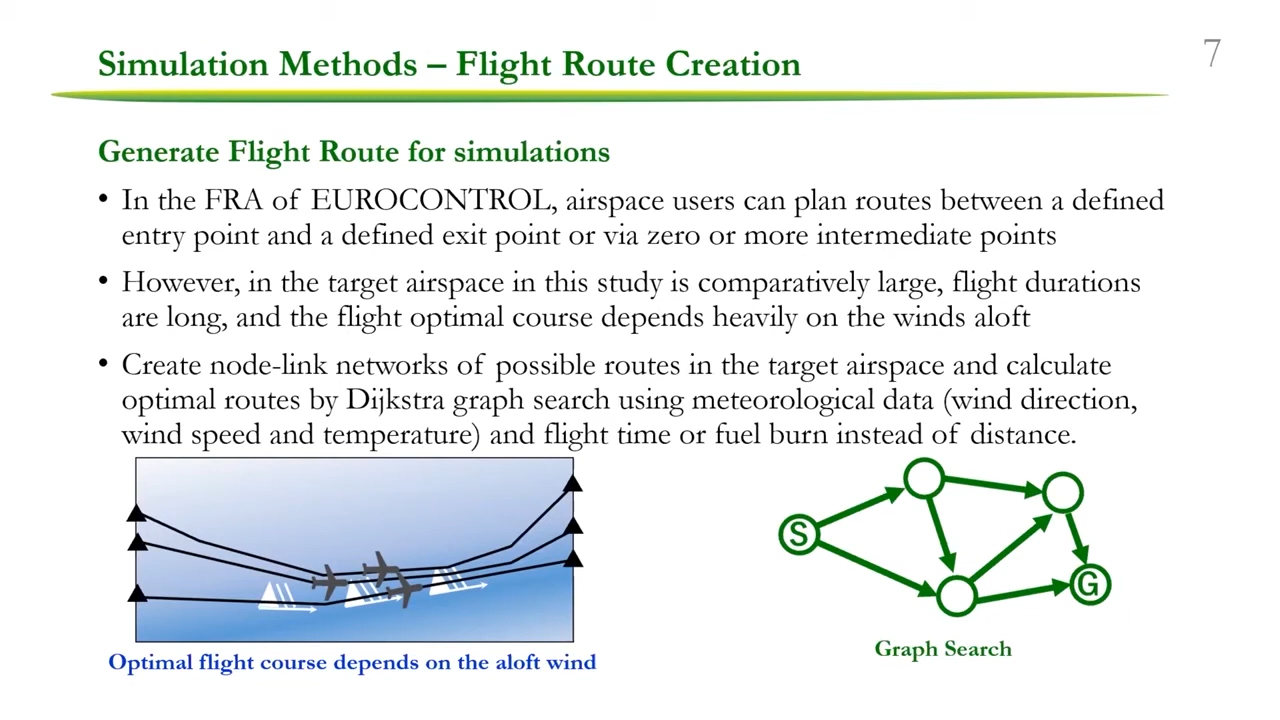 Simulation Methods – Flight Route Creation
7
Generate Flight Route for simulations
• In the FRA of EUROCONTROL, airspace users can plan routes between a defined
entry point and a defined exit point or via zero or more intermediate points
• However, in the target airspace in this study is comparatively large, flight durations
are long, and the flight optimal course depends heavily on the winds aloft
• Create node-link networks of possible routes in the target airspace and calculate
optimal routes by Dijkstra graph search using meteorological data (wind direction,
wind speed and temperature) and flight time or fuel burn instead of distance.
S
G
Optimal flight course depends on the aloft wind
Graph Search